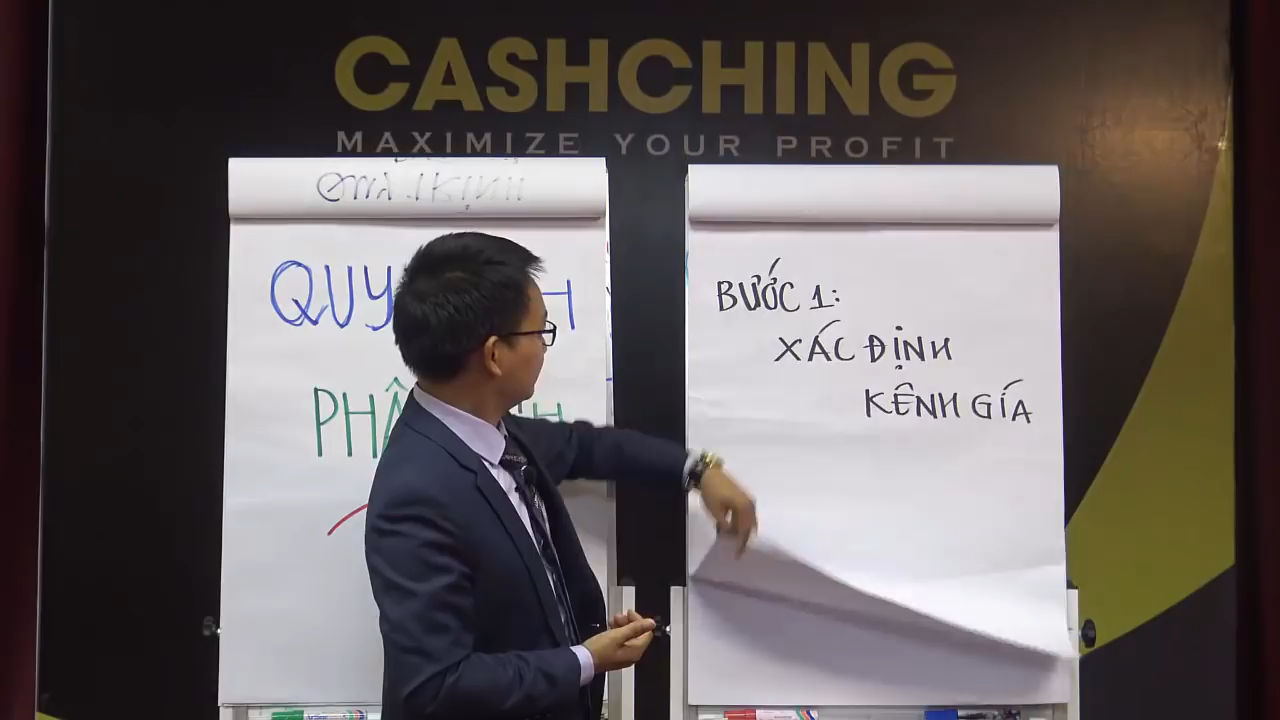 CASHCHING
MAXIMIZE YOUR PROFIT
QUY H
PHÂ H
BƯỚC 1:
XÁC ĐỊNH
KÊNH GÍA